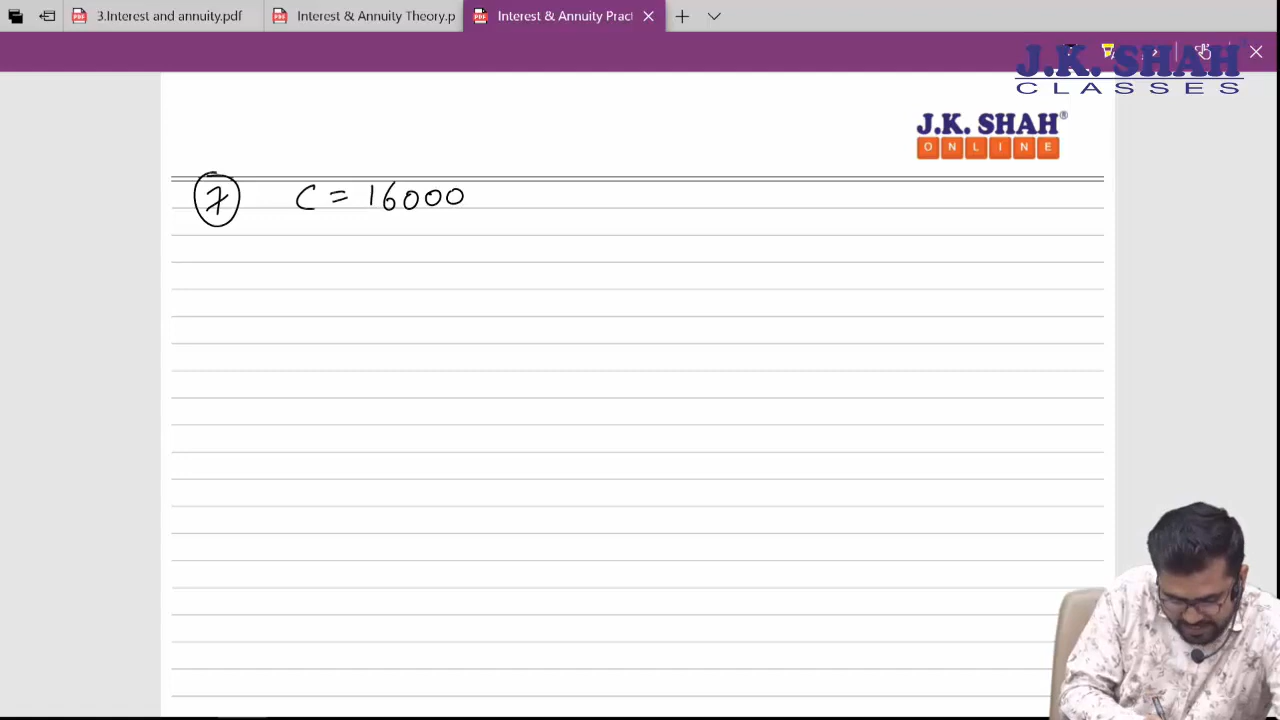 3.Interest and annuity.pdf
Interest & Annuity Theory.p
Interest & Annuity Pract
J.K. SHAH
CLASSES
J.K. SHAH®
ONLINE
7 C = 16000